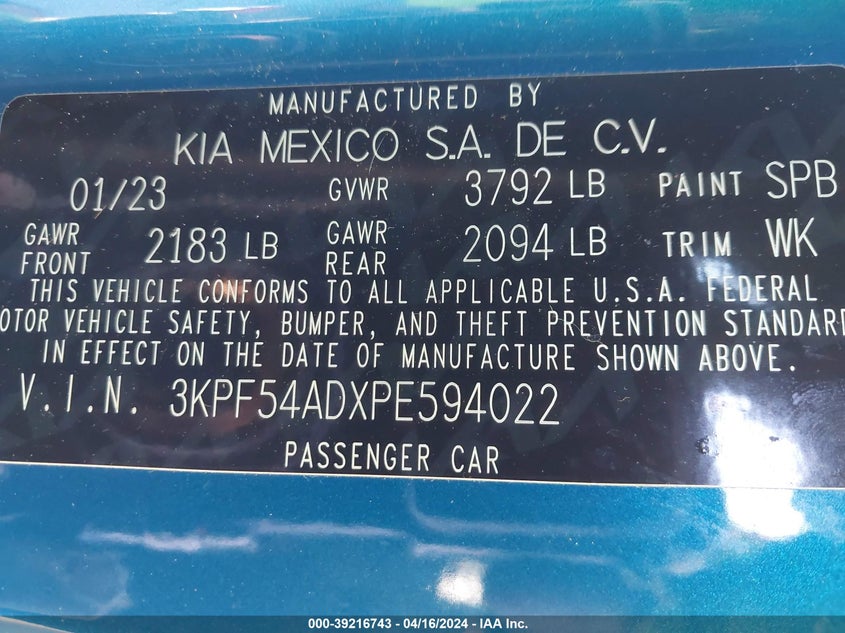 MANUFACTURED BY
KIA MEXICO S.A. DE C.V.
01/23 GVWR 3792 LB PAINT SPB
GAWR FRONT 2183 LB GAWR REAR 2094 LB TRIM WK
THIS VEHICLE CONFORMS TO ALL APPLICABLE U.S.A. FEDERAL
OTOR VEHICLE SAFETY, BUMPER, AND THEFT PREVENTION STANDARD
IN EFFECT ON THE DATE OF MANUFACTURE SHOWN ABOVE.
V.I.N. 3KPF54ADXPE594022
PASSENGER CAR
000-39216743 - 04/16/2024 - IAA Inc.